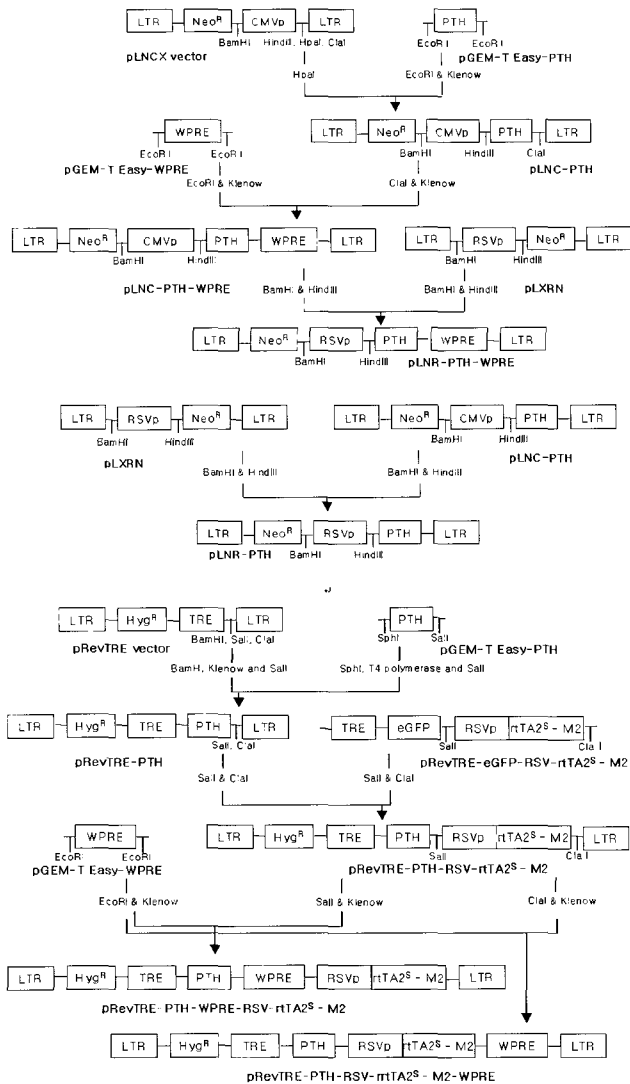 LTR NeoR CMVp LTR
BamHI HindIII, HpaI, ClaI
pLNCX vector
HpaI
PTH
EcoRI EcoRI
pGEM-T Easy-PTH
EcoRI & Klenow
WPRE
EcoRI EcoRI
pGEM-T Easy-WPRE
EcoRI & Klenow
LTR NeoR CMVp PTH LTR
BamHI HindIII ClaI
pLNC-PTH
ClaI & Klenow
LTR NeoR CMVp PTH WPRE LTR
BamHI HindIII
pLNC-PTH-WPRE
BamHI & HindIII
LTR RSVp NeoR LTR
BamHI HindIII
pLXRN
BamHI & HindIII
LTR NeoR RSVp PTH WPRE LTR
BamHI HindIII
pLNR-PTH-WPRE
LTR RSVp NeoR LTR
BamHI HindIII
pLXRN
BamHI & HindIII
LTR NeoR CMVp PTH LTR
BamHI HindIII
pLNC-PTH
BamHI & HindIII
LTR NeoR RSVp PTH LTR
BamHI HindIII
pLNR-PTH
LTR HygR TRE LTR
BamHI, SalI, ClaI
pRevTRE vector
BamHI, Klenow and SalI
PTH
SphI SalI
pGEM-T Easy-PTH
SphI, T4 polymerase and SalI
LTR HygR TRE PTH LTR
SalI, ClaI
pRevTRE-PTH
SalI & ClaI
TRE eGFP RSVp rtTA2S - M2
SalI ClaI
pRevTRE-eGFP-RSV-rtTA2S - M2
SalI & ClaI
WPRE
EcoRI EcoRI
pGEM-T Easy-WPRE
EcoRI & Klenow
LTR HygR TRE PTH RSVp rtTA2S - M2 LTR
SalI ClaI
pRevTRE-PTH-RSV-rtTA2S - M2
SalI & Klenow
ClaI & Klenow
LTR HygR TRE PTH WPRE RSVp rtTA2S - M2 LTR
pRevTRE-PTH-WPRE-RSV-rtTA2S - M2
LTR HygR TRE PTH RSVp rtTA2S - M2 WPRE LTR
pRevTRE-PTH-RSV-rrtTA2S - M2-WPRE